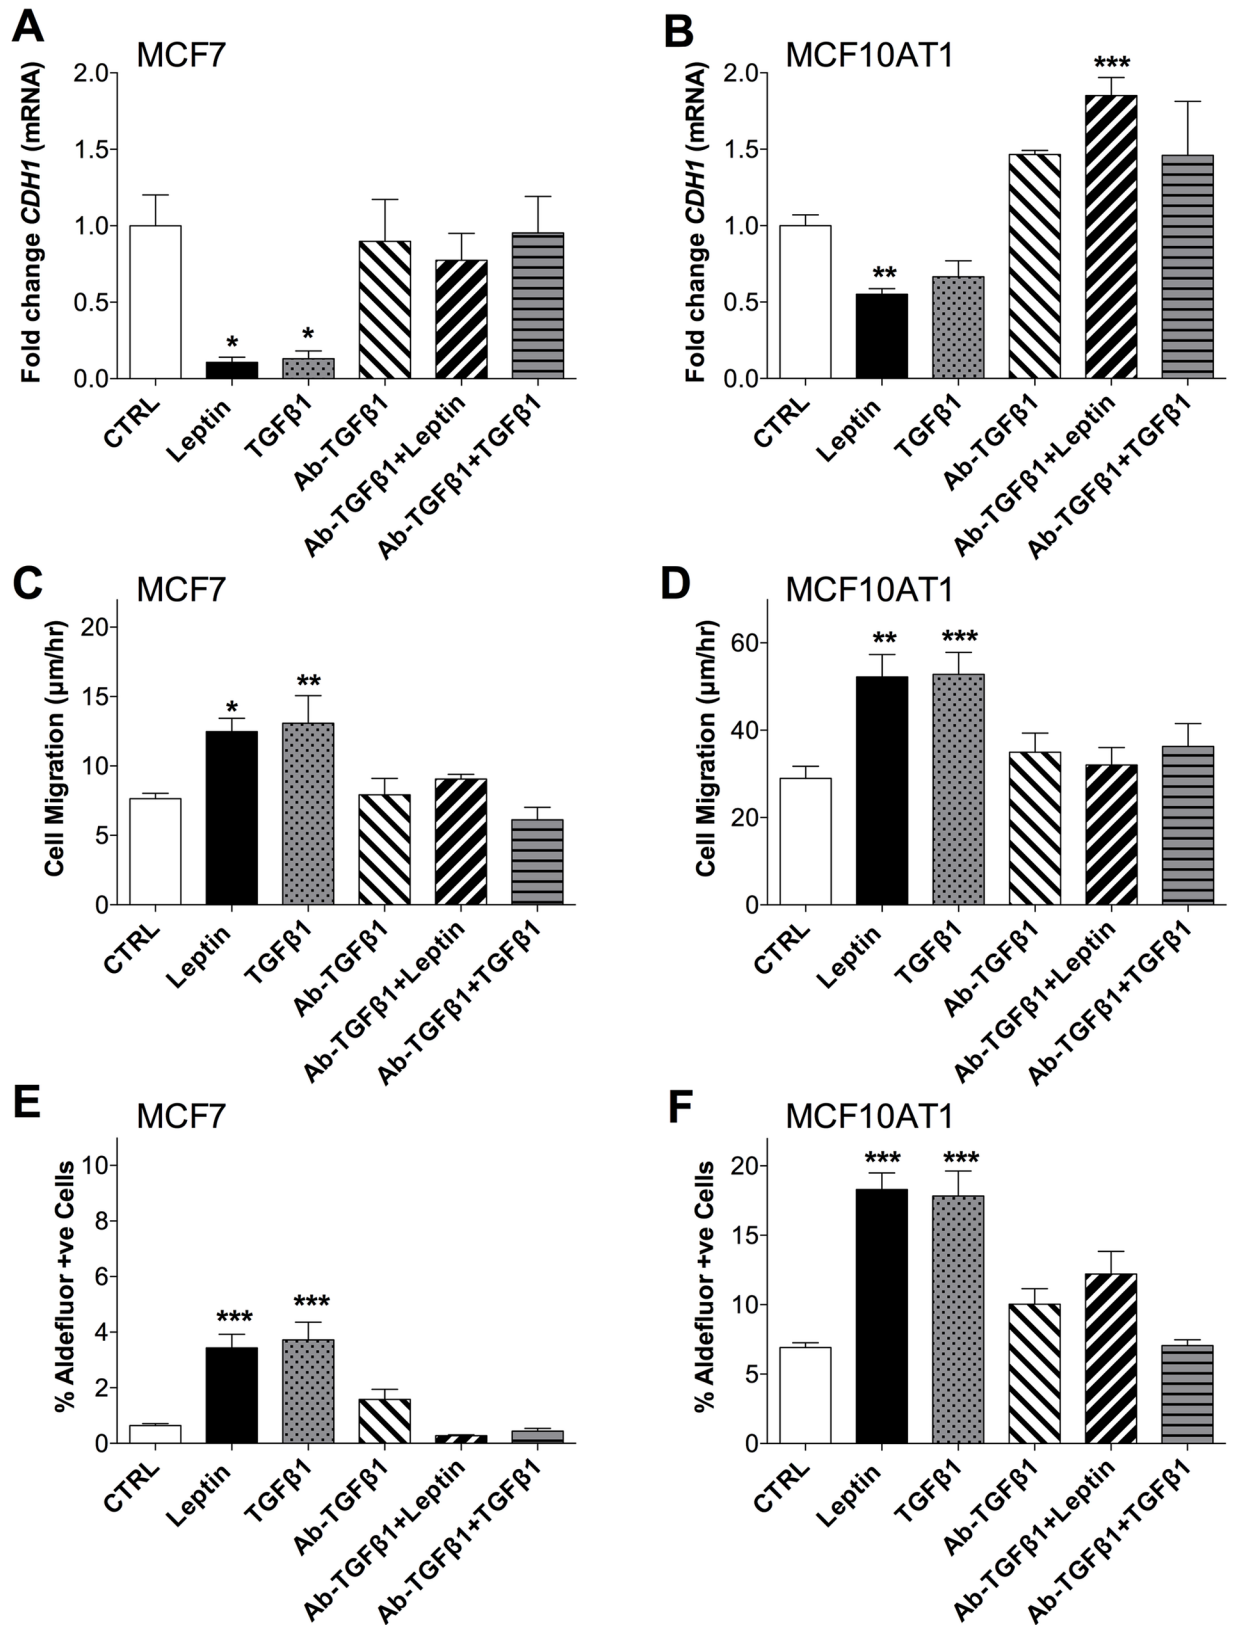 A
MCF7
Fold change CDH1 (mRNA)
2.0
1.5
1.0
0.5
0.0
*
*
CTRL
Leptin
TGFβ1
Ab-TGFβ1
Ab-TGFβ1+Leptin
Ab-TGFβ1+TGFβ1
B
MCF10AT1
Fold change CDH1 (mRNA)
2.0
1.5
1.0
0.5
0.0
**
***
CTRL
Leptin
TGFβ1
Ab-TGFβ1
Ab-TGFβ1+Leptin
Ab-TGFβ1+TGFβ1
C
MCF7
Cell Migration (μm/hr)
20
15
10
5
0
*
**
CTRL
Leptin
TGFβ1
Ab-TGFβ1
Ab-TGFβ1+Leptin
Ab-TGFβ1+TGFβ1
D
MCF10AT1
Cell Migration (μm/hr)
60
40
20
0
**
***
CTRL
Leptin
TGFβ1
Ab-TGFβ1
Ab-TGFβ1+Leptin
Ab-TGFβ1+TGFβ1
E
MCF7
% Aldefluor +ve Cells
10
8
6
4
2
0
***
***
CTRL
Leptin
TGFβ1
Ab-TGFβ1
Ab-TGFβ1+Leptin
Ab-TGFβ1+TGFβ1
F
MCF10AT1
% Aldefluor +ve Cells
20
15
10
5
0
***
***
CTRL
Leptin
TGFβ1
Ab-TGFβ1
Ab-TGFβ1+Leptin
Ab-TGFβ1+TGFβ1